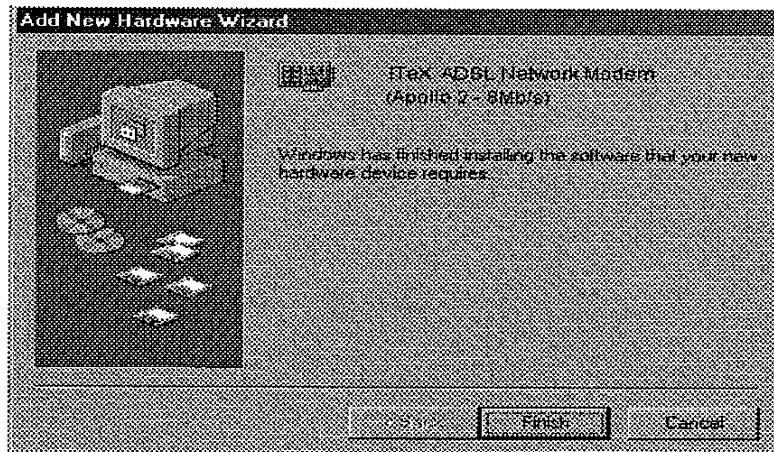 Add New Hardware Wizard
ITeX ADSL Network Modem
(Apollo 2 - 8Mb/s)
Windows has finished installing the software that your new
hardware device requires.
Finish
Cancel